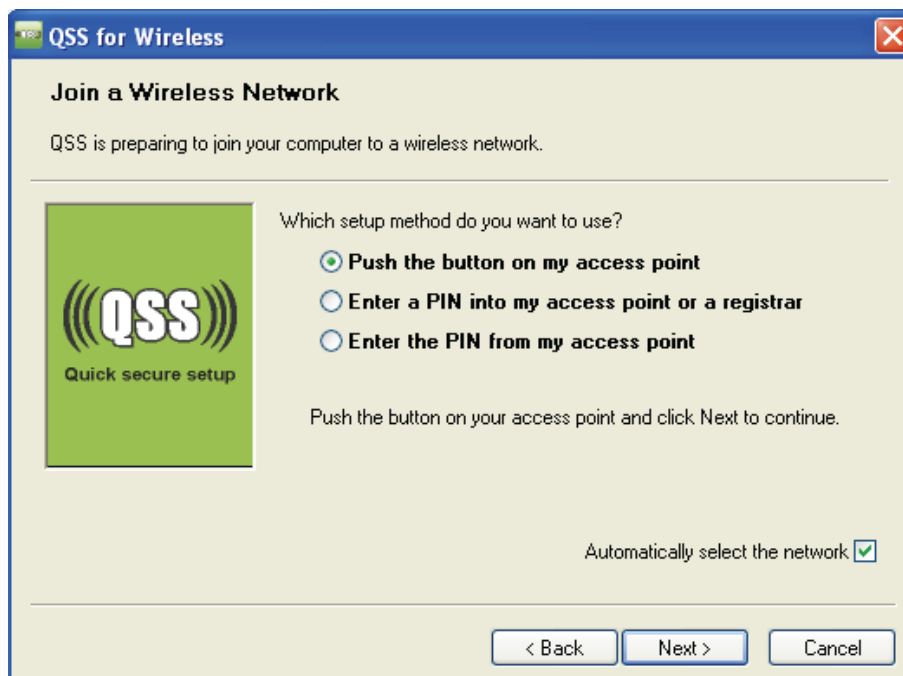 QSS for Wireless
Join a Wireless Network
QSS is preparing to join your computer to a wireless network.
Which setup method do you want to use?
Push the button on my access point
Enter a PIN into my access point or a registrar
Enter the PIN from my access point
QSS
Quick secure setup
Push the button on your access point and click Next to continue.
Automatically select the network
< Back
Next >
Cancel